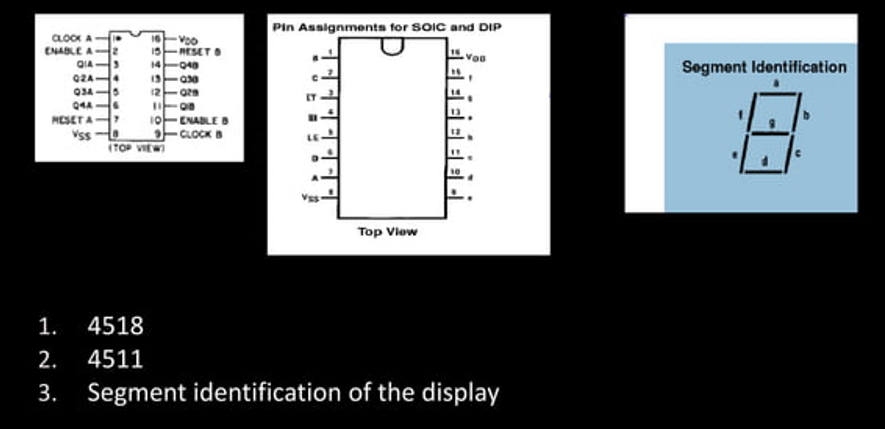 CLOCK A 1 16 VDD
ENABLE A 2 15 RESET B
Q1A 3 14 Q4B
Q2A 4 13 Q3B
Q3A 5 12 Q2B
Q4A 6 11 Q1B
RESET A 7 10 ENABLE B
VSS 8 9 CLOCK B
(TOP VIEW)
Pin Assignments for SOIC and DIP
B 1 16 VDD
C 2 15 f
LT 3 14 g
BI 4 13
LE 5 12 b
D 6 11 c
A 7 10 d
VSS 8 9 e
Top View
Segment Identification
a
f b
g
e c
d
1. 4518
2. 4511
3. Segment identification of the display